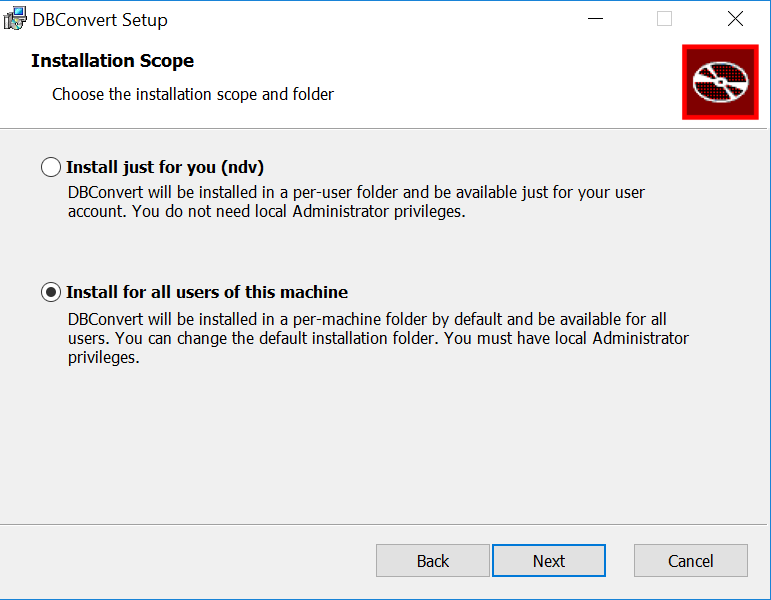 DBConvert Setup
Installation Scope
Choose the installation scope and folder
Install just for you (ndv)
DBConvert will be installed in a per-user folder and be available just for your user
account. You do not need local Administrator privileges.
Install for all users of this machine
DBConvert will be installed in a per-machine folder by default and be available for all
users. You can change the default installation folder. You must have local Administrator
privileges.
Back
Next
Cancel